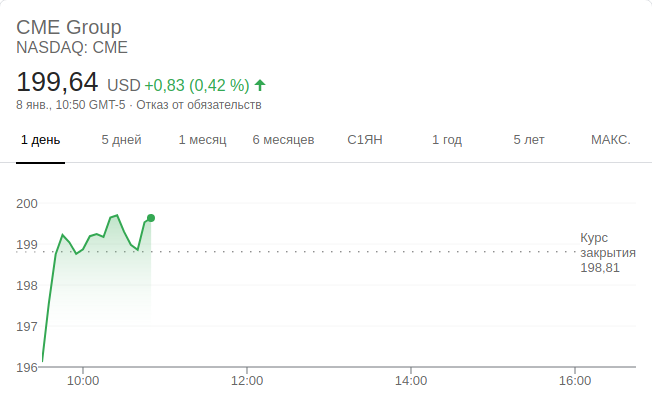 CME Group
NASDAQ: CME
199,64 USD +0,83 (0,42 %) ↑
8 янв., 10:50 GMT-5 · Отказ от обязательств
1 день 5 дней 1 месяц 6 месяцев С1ЯН 1 год 5 лет МАКС.
200
199
198
197
196
Курс
закрытия
198,81
10:00 12:00 14:00 16:00